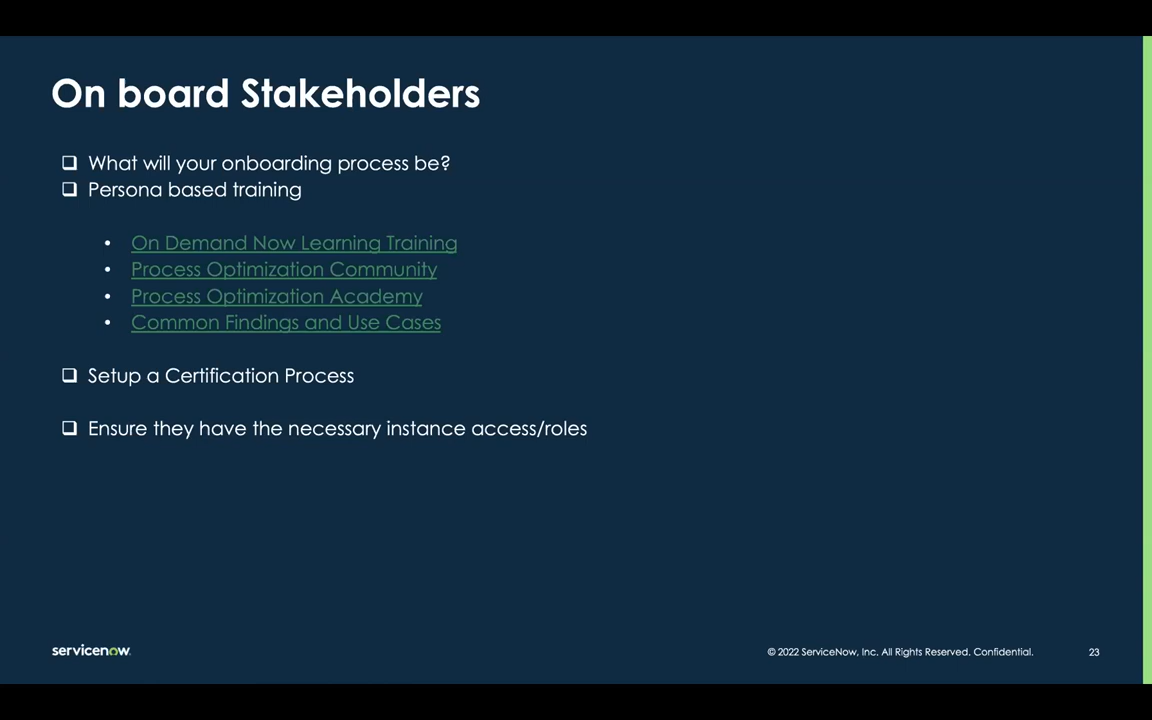 On board Stakeholders
❑ What will your onboarding process be?
❑ Persona based training
• On Demand Now Learning Training
• Process Optimization Community
• Process Optimization Academy
• Common Findings and Use Cases
❑ Setup a Certification Process
❑ Ensure they have the necessary instance access/roles
servicenow
© 2022 ServiceNow, Inc. All Rights Reserved. Confidential.
23